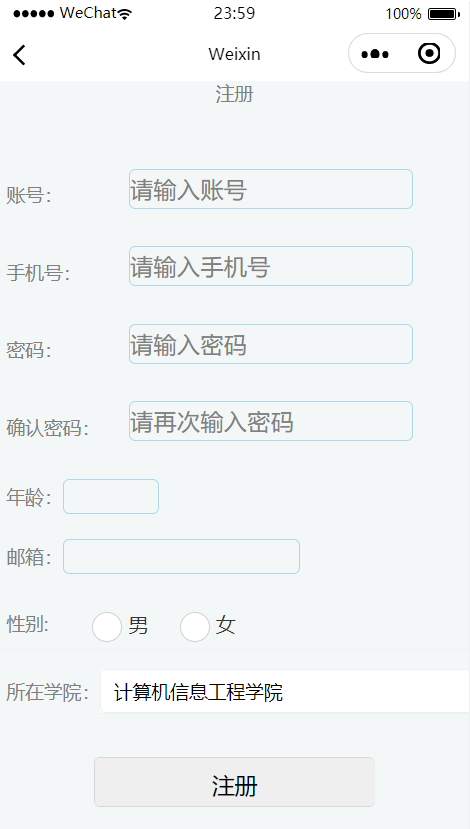 WeChat 23:59 100%
Weixin
注册
账号: 请输入账号
手机号: 请输入手机号
密码: 请输入密码
确认密码: 请再次输入密码
年龄:
邮箱:
性别: 男 女
所在学院: 计算机信息工程学院
注册